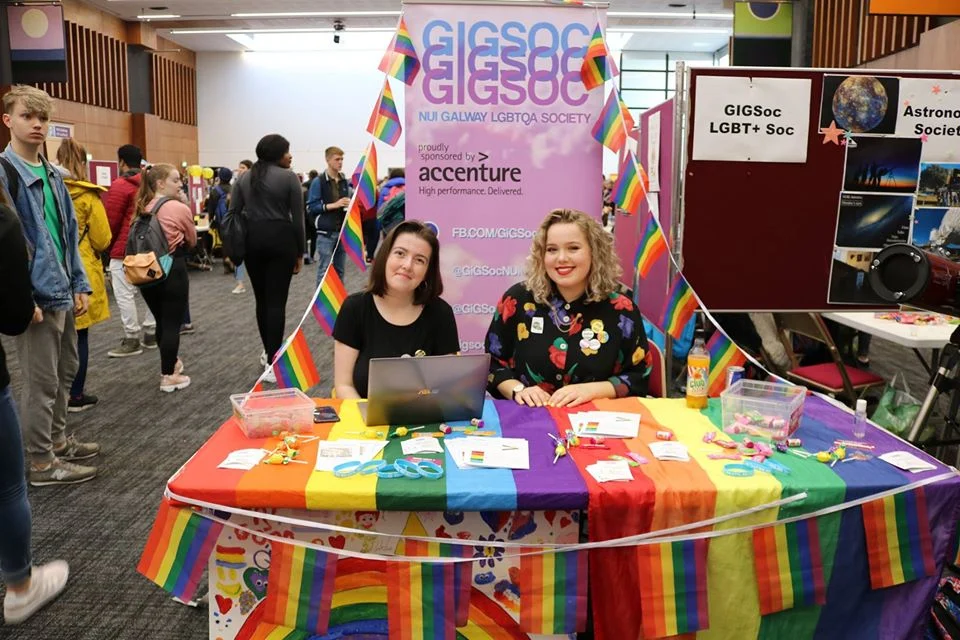 GIGSOC
GIGSOC
GIGSOC
NUI GALWAY LGBTQA SOCIETY
proudly
sponsored by >
accenture
High performance. Delivered.
FB.COM/GiGSoc
@GiGSocNUI
GIGSoc
LGBT+ Soc
Astrono
Societ